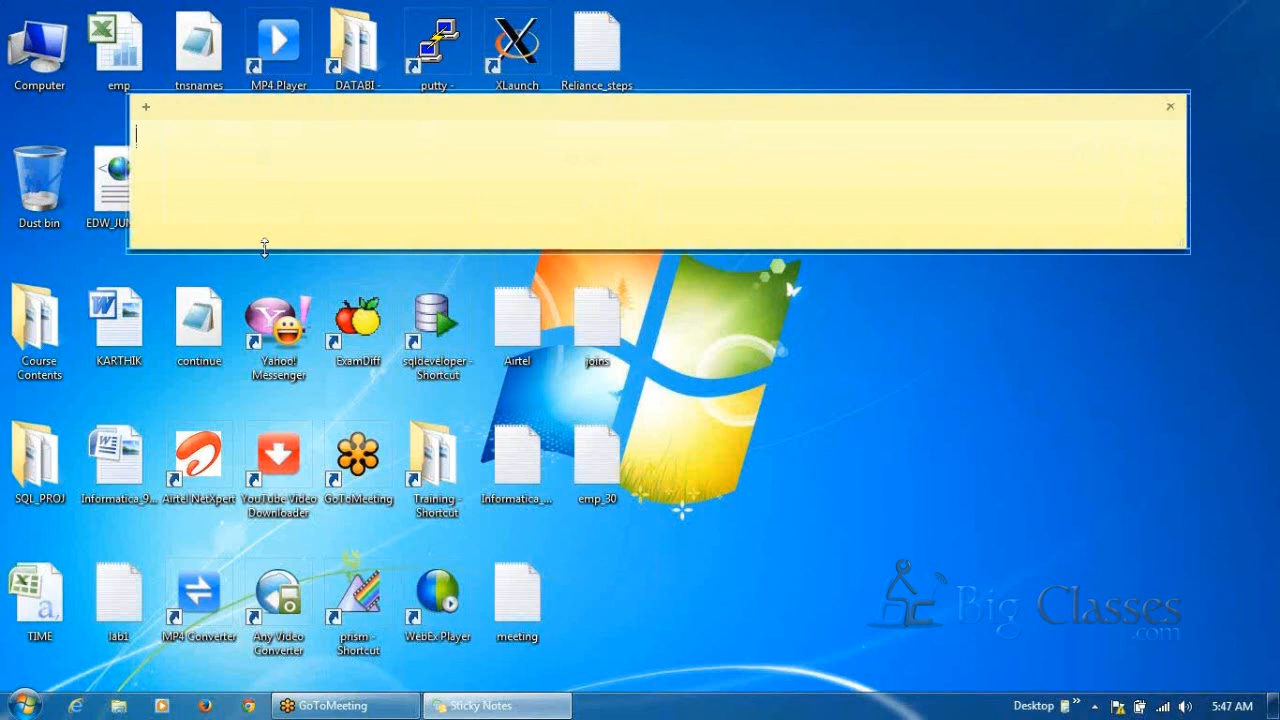 Computer
emp
tnsnames
MP4 Player
DATABI -
putty -
XLaunch
Reliance_steps
Dust bin
EDW_JUN
Course
Contents
KARTHIK
continue
Yahoo!
Messenger
ExamDiff
sqldeveloper -
Shortcut
Airtel
joins
SQL_PROJ
Informatica_9...
Airtel NetXpert
YouTube Video
Downloader
GoToMeeting
Training -
Shortcut
Informatica_...
emp_30
TIME
lab1
MP4 Converter
Any Video
Converter
prism -
Shortcut
WebEx Player
meeting
Big Classes
.com
GoToMeeting
Sticky Notes
Desktop
5:47 AM